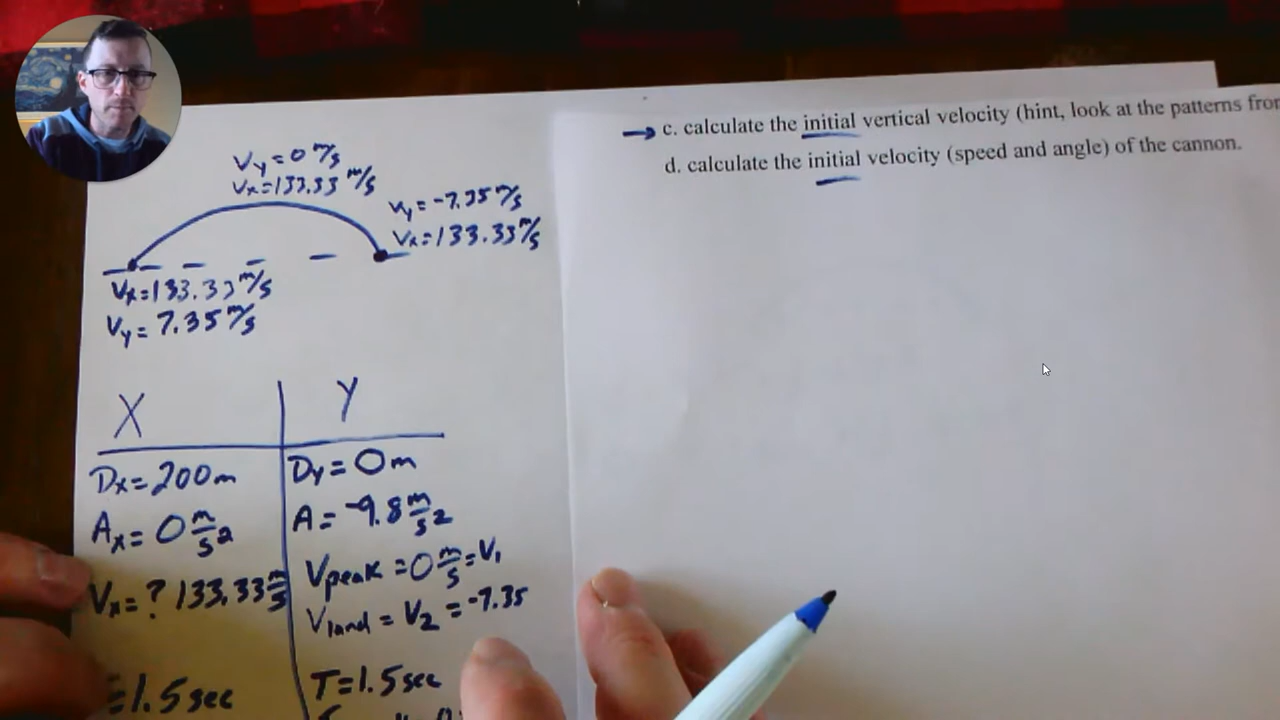 Vy = 0 m/s
Vx = 133.33 m/s
Vy = -7.35 m/s
Vx = 133.33 m/s
Vx = 133.33 m/s
Vy = 7.35 m/s
X
Y
Dx = 200m
Dy = 0m
Ax = 0 m/s2
A = -9.8 m/s2
Vx = ? 133.33 m/s
Vpeak = 0 m/s = V1
Vland = V2 = -7.35
= 1.5 sec
T = 1.5 sec
→ c. calculate the initial vertical velocity (hint, look at the patterns from
d. calculate the initial velocity (speed and angle) of the cannon.